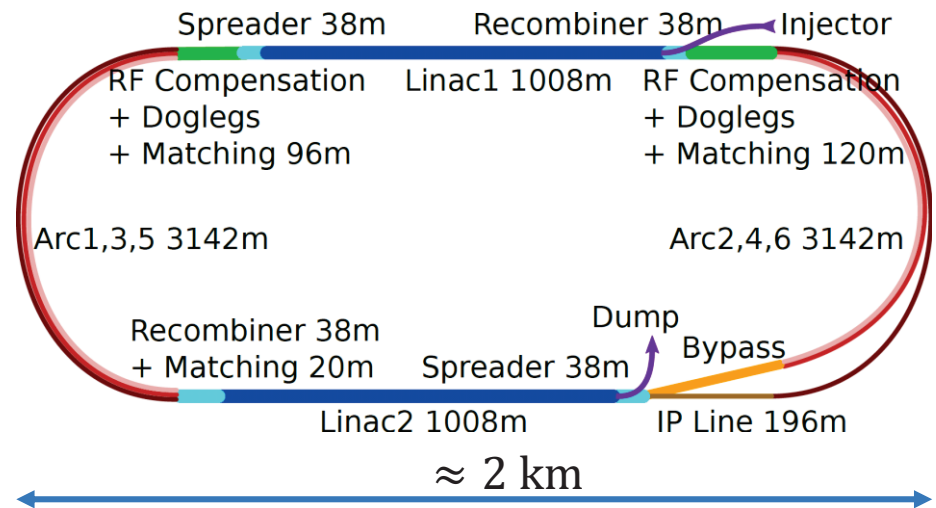 Spreader 38m
Recombiner 38m
Injector
RF Compensation
+ Doglegs
+ Matching 96m
Linac1 1008m
RF Compensation
+ Doglegs
+ Matching 120m
Arc1,3,5 3142m
Arc2,4,6 3142m
Recombiner 38m
+ Matching 20m
Spreader 38m
Dump
Bypass
Linac2 1008m
IP Line 196m
≈ 2 km